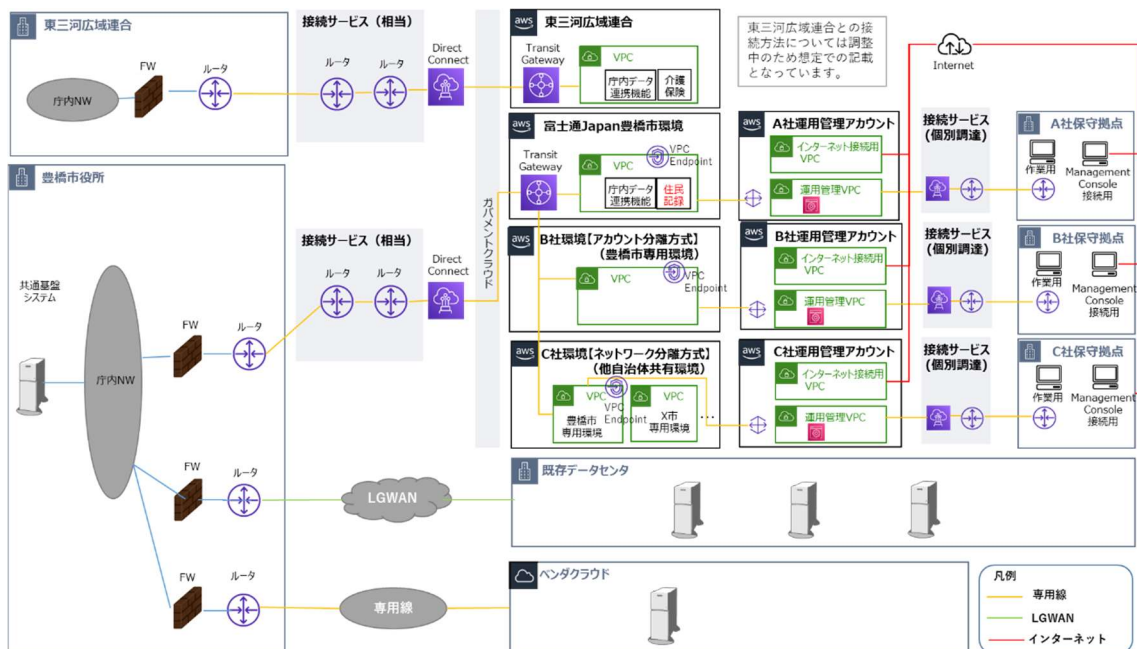 東三河広域連合
FW
ルータ
庁内NW
接続サービス（相当）
ルータ
ルータ
Direct
Connect
aws
東三河広域連合
Transit
Gateway
VPC
庁内データ
連携機能
介護
保険
東三河広域連合との接
続方法については調整
中のため想定での記載
となっています。
Internet
ガバメントクラウド
aws
富士通Japan豊橋市環境
Transit
Gateway
VPC
VPC
Endpoint
庁内データ
連携機能
住民
記録
aws
A社運用管理アカウント
インターネット接続用
VPC
運用管理VPC
接続サービス
(個別調達)
A社保守拠点
作業用
Management
Console
接続用
豊橋市役所
共通基盤
システム
庁内NW
FW
ルータ
接続サービス（相当）
ルータ
ルータ
Direct
Connect
aws
B社環境【アカウント分離方式】
（豊橋市専用環境）
VPC
VPC
Endpoint
aws
B社運用管理アカウント
インターネット接続用
VPC
運用管理VPC
接続サービス
(個別調達)
B社保守拠点
作業用
Management
Console
接続用
aws
C社環境【ネットワーク分離方式】
（他自治体共有環境）
VPC
VPC
Endpoint
豊橋市
専用環境
VPC
X市
専用環境
…
aws
C社運用管理アカウント
インターネット接続用
VPC
運用管理VPC
接続サービス
(個別調達)
C社保守拠点
作業用
Management
Console
接続用
FW
ルータ
LGWAN
既存データセンタ
FW
ルータ
専用線
ベンダクラウド
凡例
専用線
LGWAN
インターネット